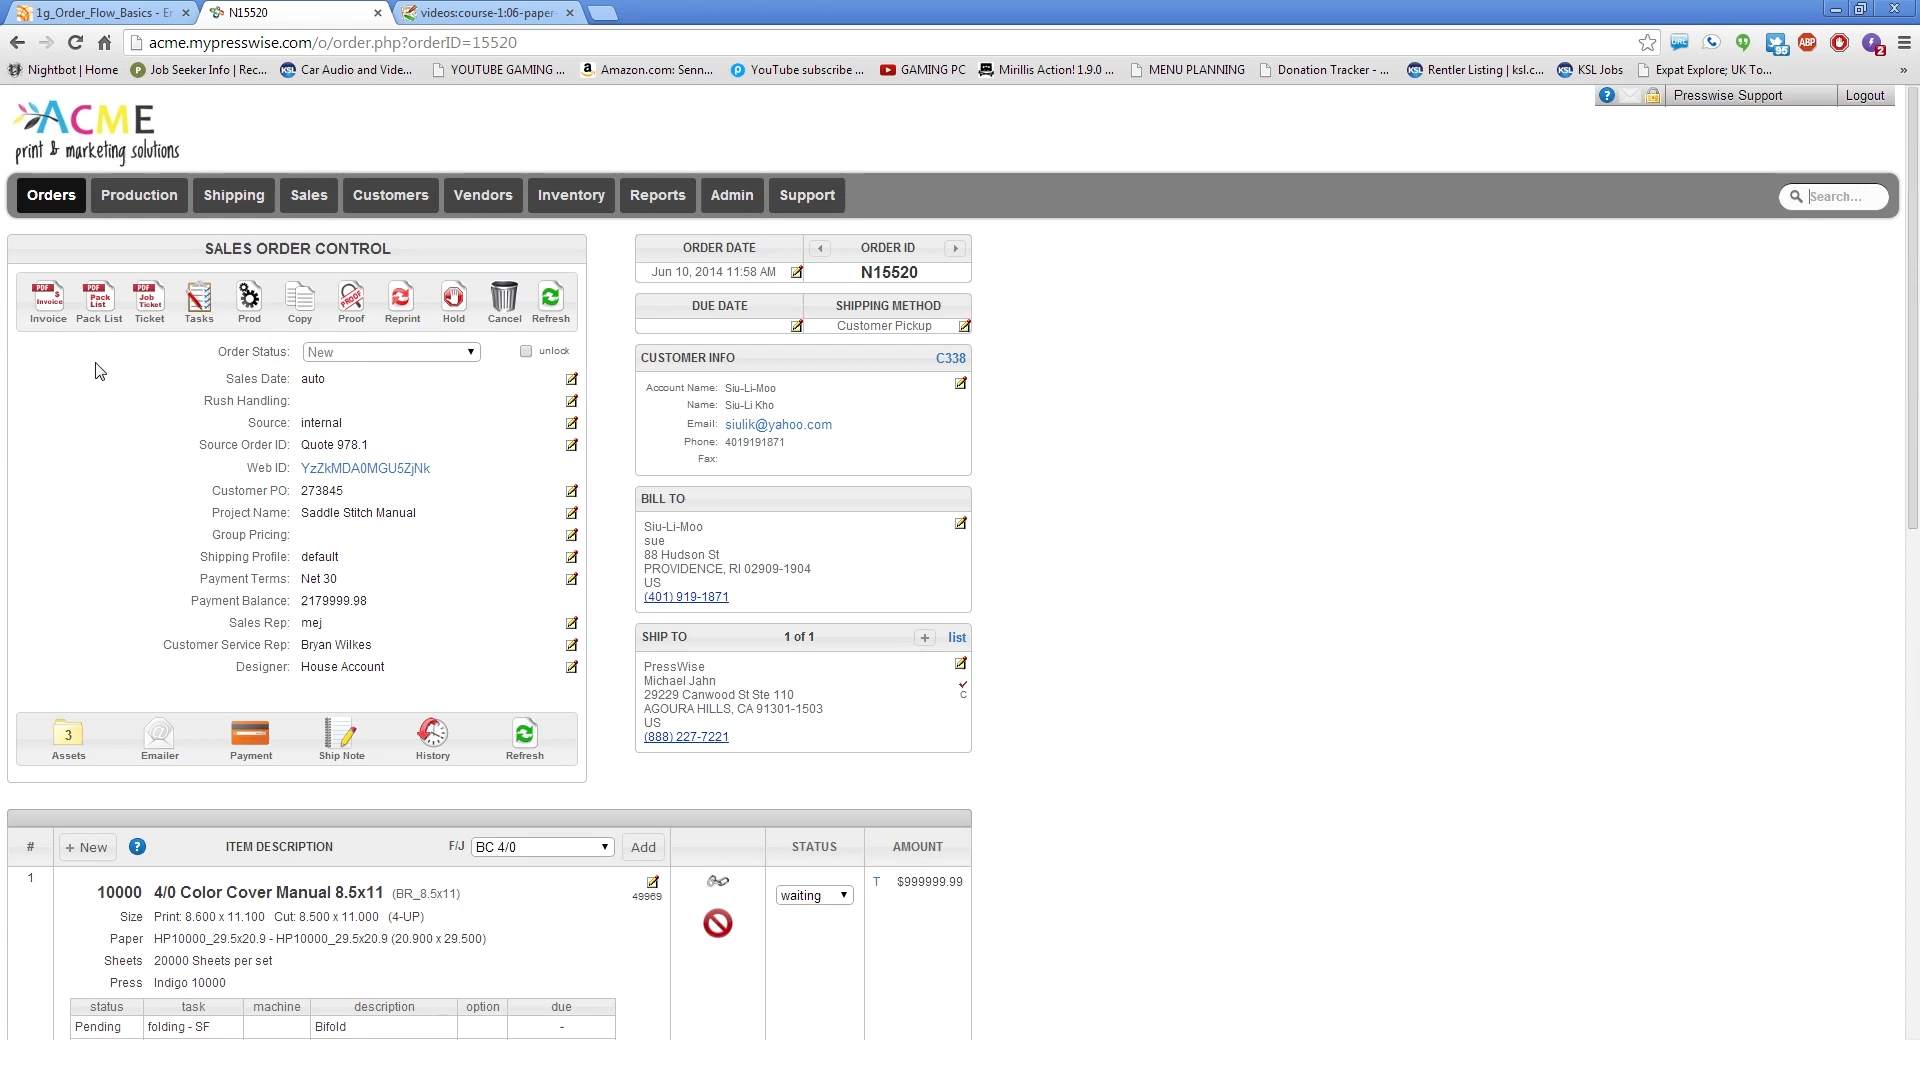 1g_Order_Flow_Basics - Er
N15520
videos:course-1:06-paper-
acme.mypresswise.com/o/order.php?orderID=15520
95
ABP
2
Nightbot | Home
Job Seeker Info | Rec...
KSL Car Audio and Vide...
YOUTUBE GAMING ...
Amazon.com: Senn...
YouTube subscribe ...
GAMING PC
Mirillis Action! 1.9.0 ...
MENU PLANNING
Donation Tracker - ...
KSL Rentler Listing | ksl.c...
KSL KSL Jobs
Expat Explore; UK To...
»
? Presswise Support Logout
ACME
print & marketing solutions
Orders Production Shipping Sales Customers Vendors Inventory Reports Admin Support
Search...
SALES ORDER CONTROL
PDF Invoice PDF Pack List PDF Job Ticket PROOF
Invoice Pack List Ticket Tasks Prod Copy Proof Reprint Hold Cancel Refresh
Order Status: New unlock
Sales Date: auto
Rush Handling:
Source: internal
Source Order ID: Quote 978.1
Web ID: YzZkMDA0MGU5ZjNk
Customer PO: 273845
Project Name: Saddle Stitch Manual
Group Pricing:
Shipping Profile: default
Payment Terms: Net 30
Payment Balance: 2179999.98
Sales Rep: mej
Customer Service Rep: Bryan Wilkes
Designer: House Account
3
Assets Emailer Payment Ship Note History Refresh
ORDER DATE ORDER ID
Jun 10, 2014 11:58 AM N15520
DUE DATE SHIPPING METHOD
Customer Pickup
CUSTOMER INFO C338
Account Name: Siu-Li-Moo
Name: Siu-Li Kho
Email: siulik@yahoo.com
Phone: 4019191871
Fax:
BILL TO
Siu-Li-Moo
sue
88 Hudson St
PROVIDENCE, RI 02909-1904
US
(401) 919-1871
SHIP TO 1 of 1 + list
PressWise
Michael Jahn
C
29229 Canwood St Ste 110
AGOURA HILLS, CA 91301-1503
US
(888) 227-7221
# + New ? ITEM DESCRIPTION F/J BC 4/0 Add STATUS AMOUNT
1 10000 4/0 Color Cover Manual 8.5x11 (BR_8.5x11) 49969 waiting T $999999.99
Size Print: 8.600 x 11.100 Cut: 8.500 x 11.000 (4-UP)
Paper HP10000_29.5x20.9 - HP10000_29.5x20.9 (20.900 x 29.500)
Sheets 20000 Sheets per set
Press Indigo 10000
status task machine description option due
Pending folding - SF Bifold -